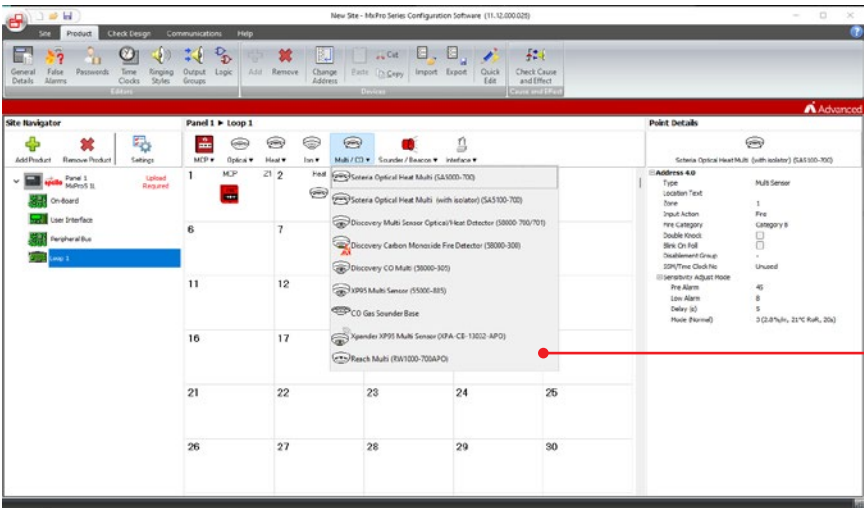 New Site - MxPro Series Configuration Software (11.12.000.028)
Site Product Check Design Communications Help
General Details False Alarms Passwords Time Clocks Ringing Styles Output Groups Logic Add Remove Change Address Paste Cut Copy Import Export Quick Edit Check Cause and Effect
Editors Devices Cause and Effect
Advanced
Site Navigator Panel 1 ► Loop 1 Point Details
Add Product Remove Product Settings MCP Optical Heat Ion Multi / CO Sounder / Beacon Interface
Soteria Optical Heat Multi (with isolator) (SA5100-700)
apollo Panel 1 MxPro5 1L Upload Required
On-Board
User Interface
Peripheral Bus
Loop 1
1 MCP Z1 2 Heat
6 7
11 12
16 17
21 22 23 24 25
26 27 28 29 30
Soteria Optical Heat Multi (SA5000-700)
Soteria Optical Heat Multi (with isolator) (SA5100-700)
Discovery Multi Sensor Optical/Heat Detector (58000-700/701)
Discovery Carbon Monoxide Fire Detector (58000-300)
Discovery CO Multi (58000-305)
XP95 Multi Sensor (55000-885)
CO Gas Sounder Base
Xpander XP95 Multi Sensor (XPA-CB-13032-APO)
Reach Multi (RW1000-700APO)
Address 4.0
Type Multi Sensor
Location Text
Zone 1
Input Action Fire
Fire Category Category B
Double Knock
Blink On Poll
Disablement Group -
SDM/Time Clock No Unused
Sensitivity Adjust Mode
Pre Alarm 45
Low Alarm 8
Delay (s) 5
Mode (Normal) 3 (2.0%/m, 21°C RoR, 20s)